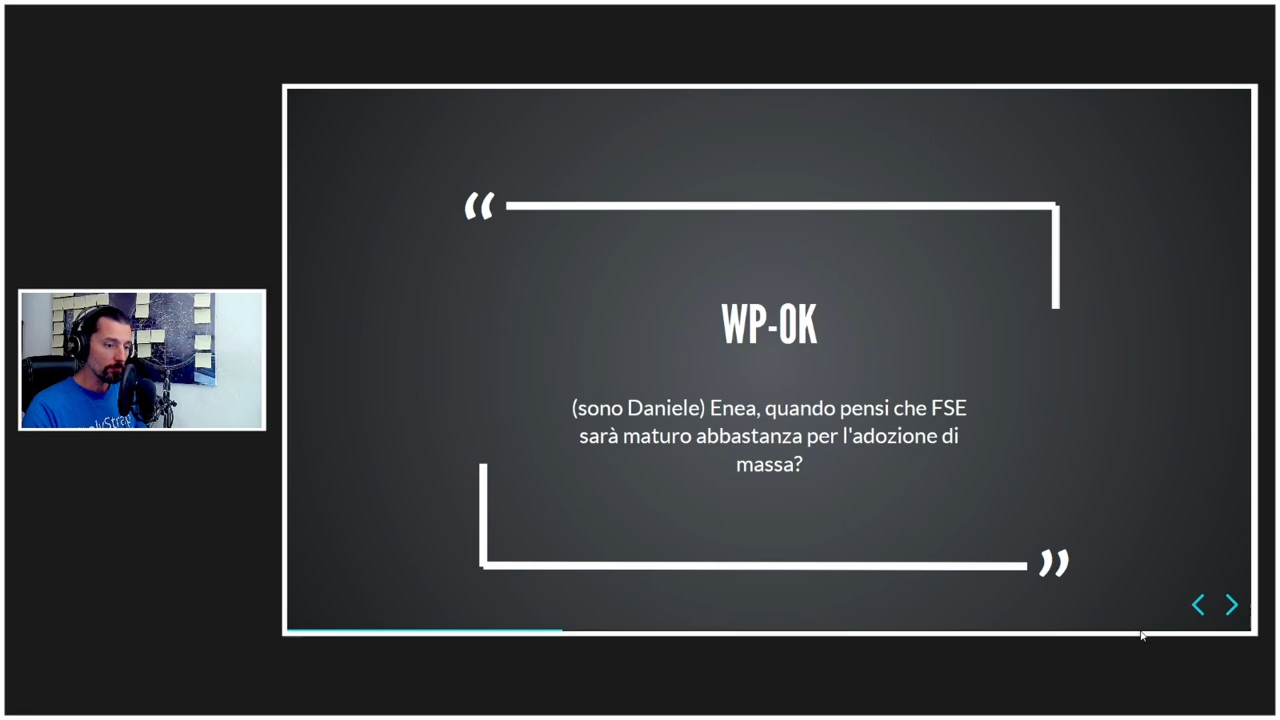 “
WP-OK
(sono Daniele) Enea, quando pensi che FSE
sarà maturo abbastanza per l'adozione di
massa?
”